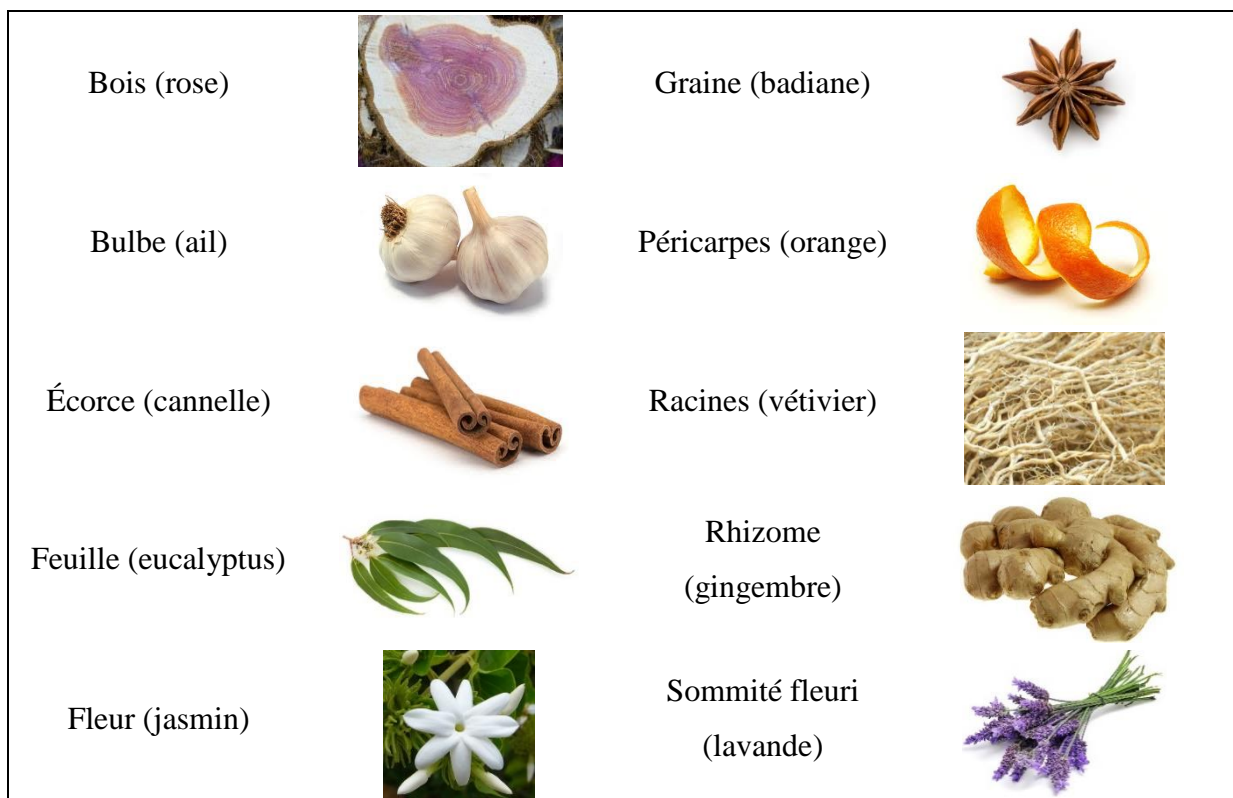 Bois (rose)
Graine (badiane)
Bulbe (ail)
Péricarpes (orange)
Écorce (cannelle)
Racines (vétivier)
Feuille (eucalyptus)
Rhizome
(gingembre)
Fleur (jasmin)
Sommité fleuri
(lavande)